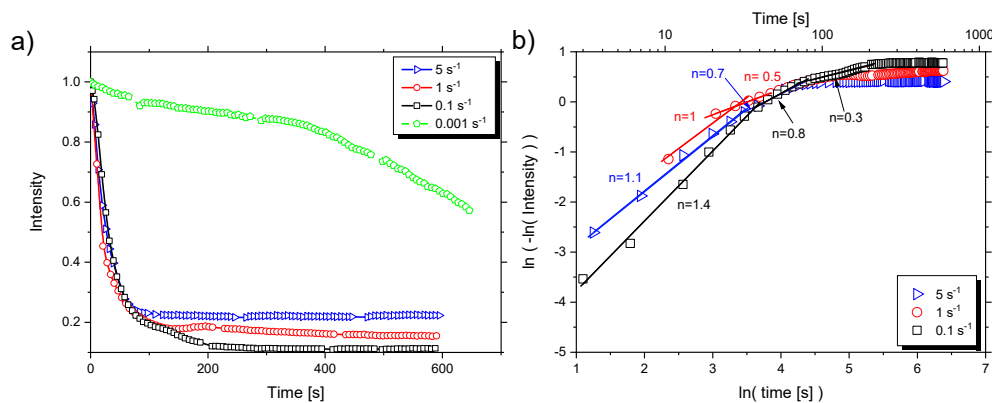 a)
Intensity
1.0
0.8
0.6
0.4
0.2
0
200
400
600
Time [s]
5 s⁻¹
1 s⁻¹
0.1 s⁻¹
0.001 s⁻¹
b)
Time [s]
10
100
1000
ln ( -ln( Intensity ) )
1
0
-1
-2
-3
-4
-5
1
2
3
4
5
6
7
ln( time [s] )
n=0.7
n= 0.5
n=1
n=0.8
n=0.3
n=1.1
n=1.4
5 s⁻¹
1 s⁻¹
0.1 s⁻¹